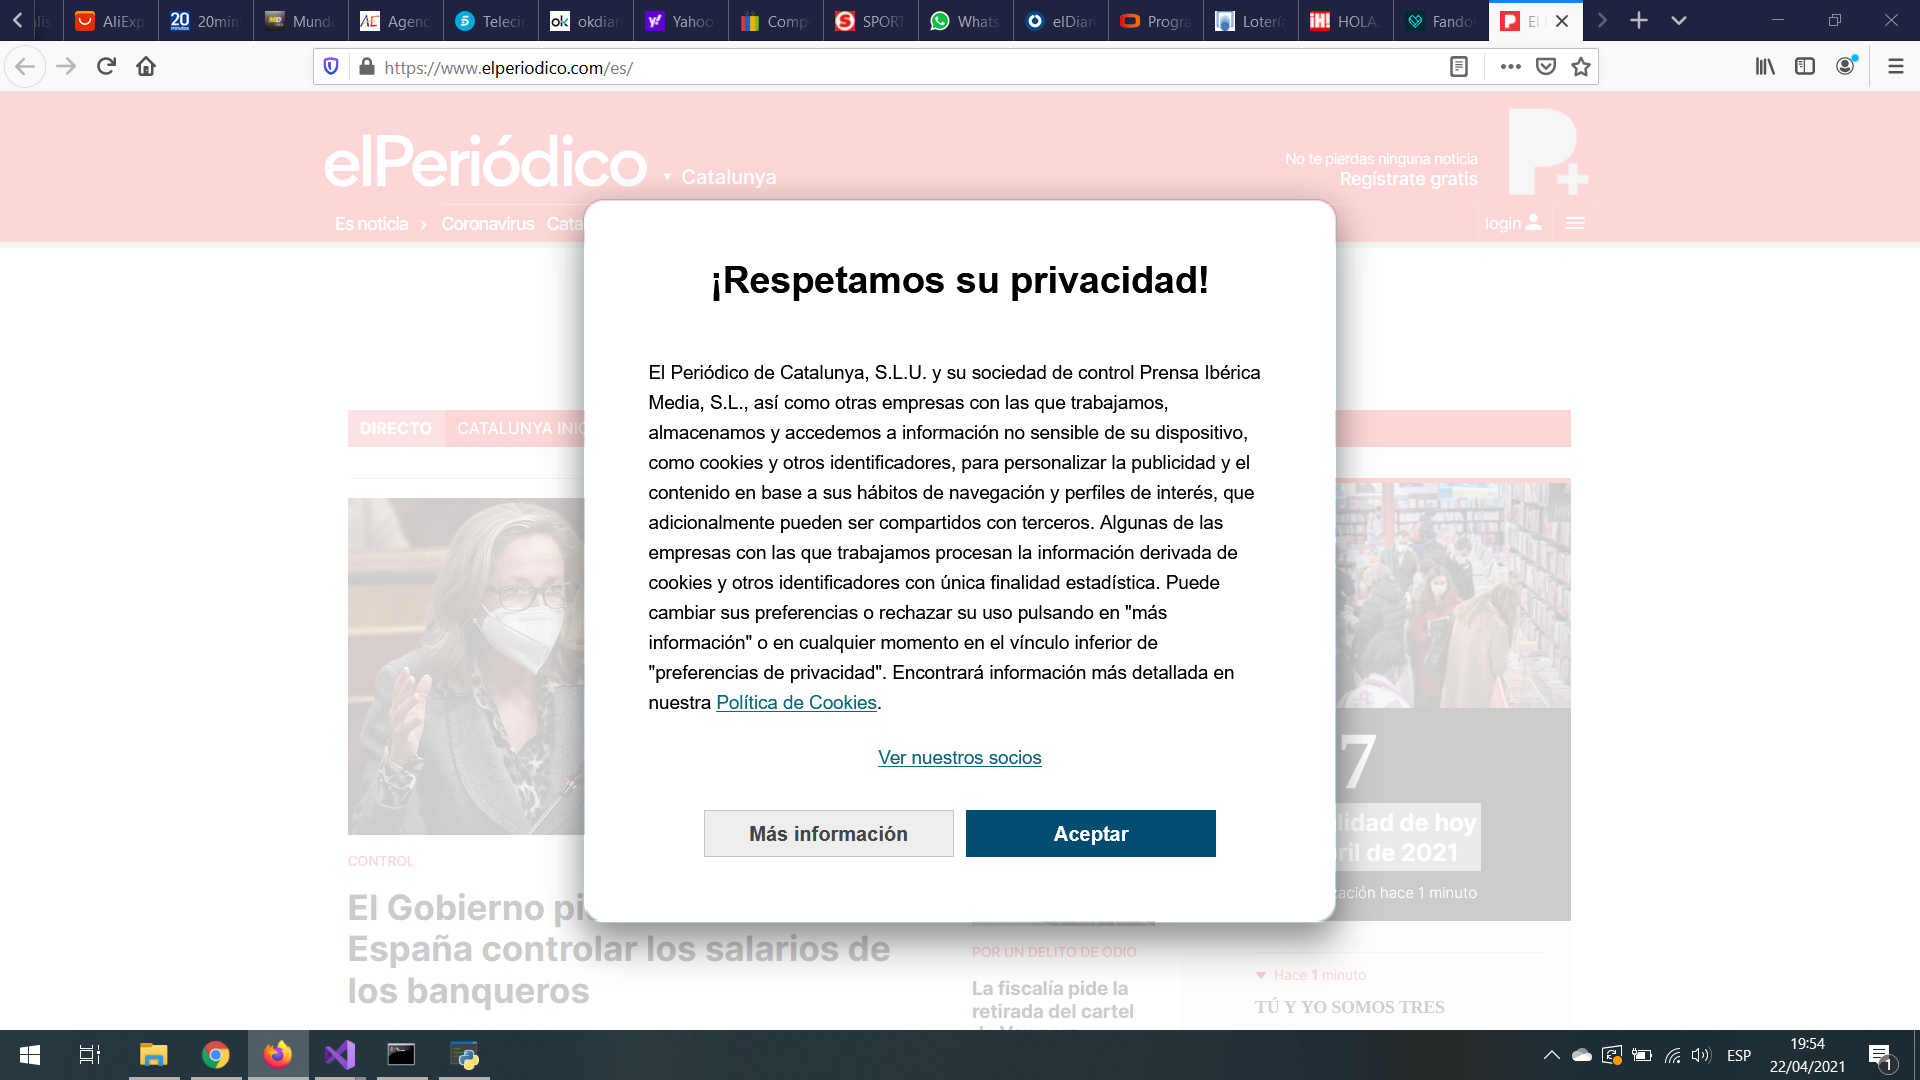 AliExp
20 20min
MD Mundo
AE Agenc
5 Telecin
ok okdiar
Yahoo
Comp
S SPORT
Whats
elDiar
Progra
Lotería
¡H! HOLA
Fando
P El P
https://www.elperiodico.com/es/
elPeriódico
Catalunya
No te pierdas ninguna noticia
Regístrate gratis
Es noticia
Coronavirus
Cata
login
¡Respetamos su privacidad!
El Periódico de Catalunya, S.L.U. y su sociedad de control Prensa Ibérica
Media, S.L., así como otras empresas con las que trabajamos,
almacenamos y accedemos a información no sensible de su dispositivo,
como cookies y otros identificadores, para personalizar la publicidad y el
contenido en base a sus hábitos de navegación y perfiles de interés, que
adicionalmente pueden ser compartidos con terceros. Algunas de las
empresas con las que trabajamos procesan la información derivada de
cookies y otros identificadores con única finalidad estadística. Puede
cambiar sus preferencias o rechazar su uso pulsando en "más
información" o en cualquier momento en el vínculo inferior de
"preferencias de privacidad". Encontrará información más detallada en
nuestra Política de Cookies.
Ver nuestros socios
Más información
Aceptar
DIRECTO
CATALUNYA INIC
CONTROL
El Gobierno pi
España controlar los salarios de
los banqueros
POR UN DELITO DE ODIO
La fiscalía pide la
retirada del cartel
7
lidad de hoy
ril de 2021
zación hace 1 minuto
Hace 1 minuto
TÚ Y YO SOMOS TRES
ESP
19:54
22/04/2021
1